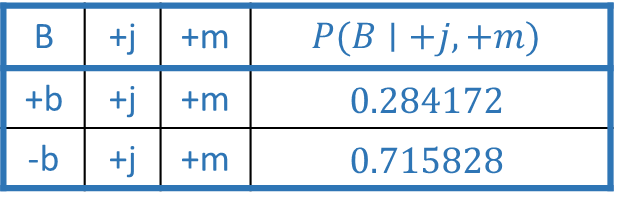 B +j +m P(B | +j, +m)
+b +j +m 0.284172
-b +j +m 0.715828